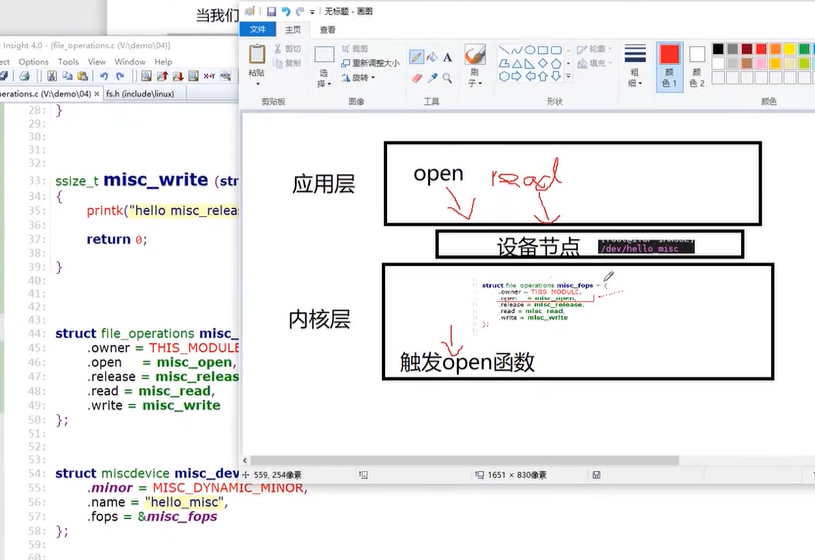 当我们
Insight 4.0 - [file_operations.c (V:\demo\04)]
Options Tools View Window Help
erations.c (V:\demo\04) × fs.h (include\linux)
28: }
29:
30:
31:
32:
33: ssize_t misc_write (str
34: {
35: printk("hello misc_relea
36:
37: return 0;
38:
39: }
40:
41:
42:
43:
44: struct file_operations misc_
45: .owner = THIS_MODULE
46: .open = misc_open,
47: .release = misc_releas
48: .read = misc_read,
49: .write = misc_write
50: };
51:
52:
53:
54: struct miscdevice misc_dev
55: .minor = MISC_DYNAMIC_MINOR,
56: .name = "hello_misc",
57: .fops = &misc_fops
58: };
59:
60:
无标题 - 画图
文件 主页 查看
粘贴
剪切
复制
剪贴板
选择
裁剪
重新调整大小
旋转
图像
A
工具
刷子
轮廓
填充
形状
粗细
颜色 1
颜色 2
颜色
应用层
open read
设备节点
/dev/hello_misc
内核层
struct file_operations misc_fops = {
.owner = THIS_MODULE,
.open = misc_open,
.release = misc_release,
.read = misc_read,
.write = misc_write
};
触发open函数
559, 254像素
1651 × 830像素